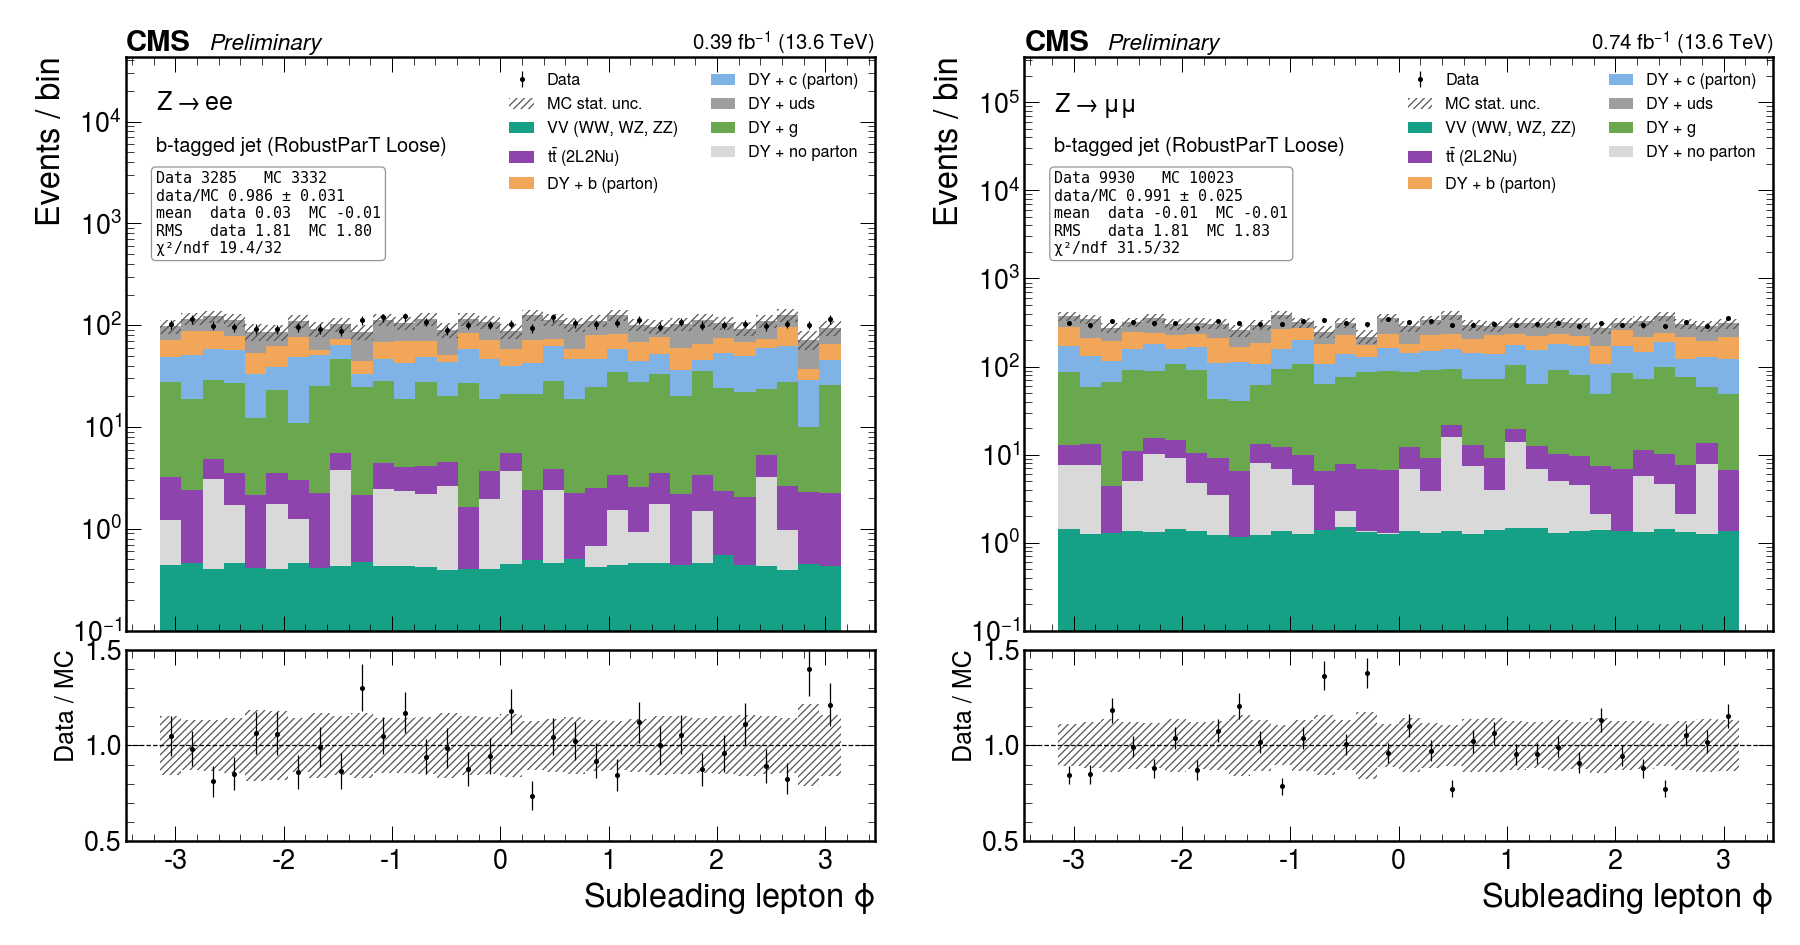 CMS Preliminary 0.39 fb⁻¹ (13.6 TeV)
Events / bin
Z → ee
b-tagged jet (RobustParT Loose)
Data 3285 MC 3332
data/MC 0.986 ± 0.031
mean data 0.03 MC -0.01
RMS data 1.81 MC 1.80
χ²/ndf 19.4/32
Data
MC stat. unc.
VV (WW, WZ, ZZ)
tt̄ (2L2Nu)
DY + b (parton)
DY + c (parton)
DY + uds
DY + g
DY + no parton
10⁴
10³
10²
10¹
10⁰
10⁻¹
Data / MC
1.5
1.0
0.5
-3 -2 -1 0 1 2 3
Subleading lepton ϕ
CMS Preliminary 0.74 fb⁻¹ (13.6 TeV)
Events / bin
Z → μμ
b-tagged jet (RobustParT Loose)
Data 9930 MC 10023
data/MC 0.991 ± 0.025
mean data -0.01 MC -0.01
RMS data 1.81 MC 1.83
χ²/ndf 31.5/32
Data
MC stat. unc.
VV (WW, WZ, ZZ)
tt̄ (2L2Nu)
DY + b (parton)
DY + c (parton)
DY + uds
DY + g
DY + no parton
10⁵
10⁴
10³
10²
10¹
10⁰
10⁻¹
Data / MC
1.5
1.0
0.5
-3 -2 -1 0 1 2 3
Subleading lepton ϕ